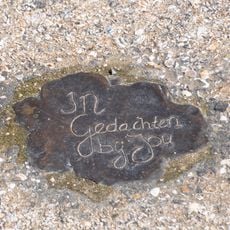 In
Gedachten
bij jou